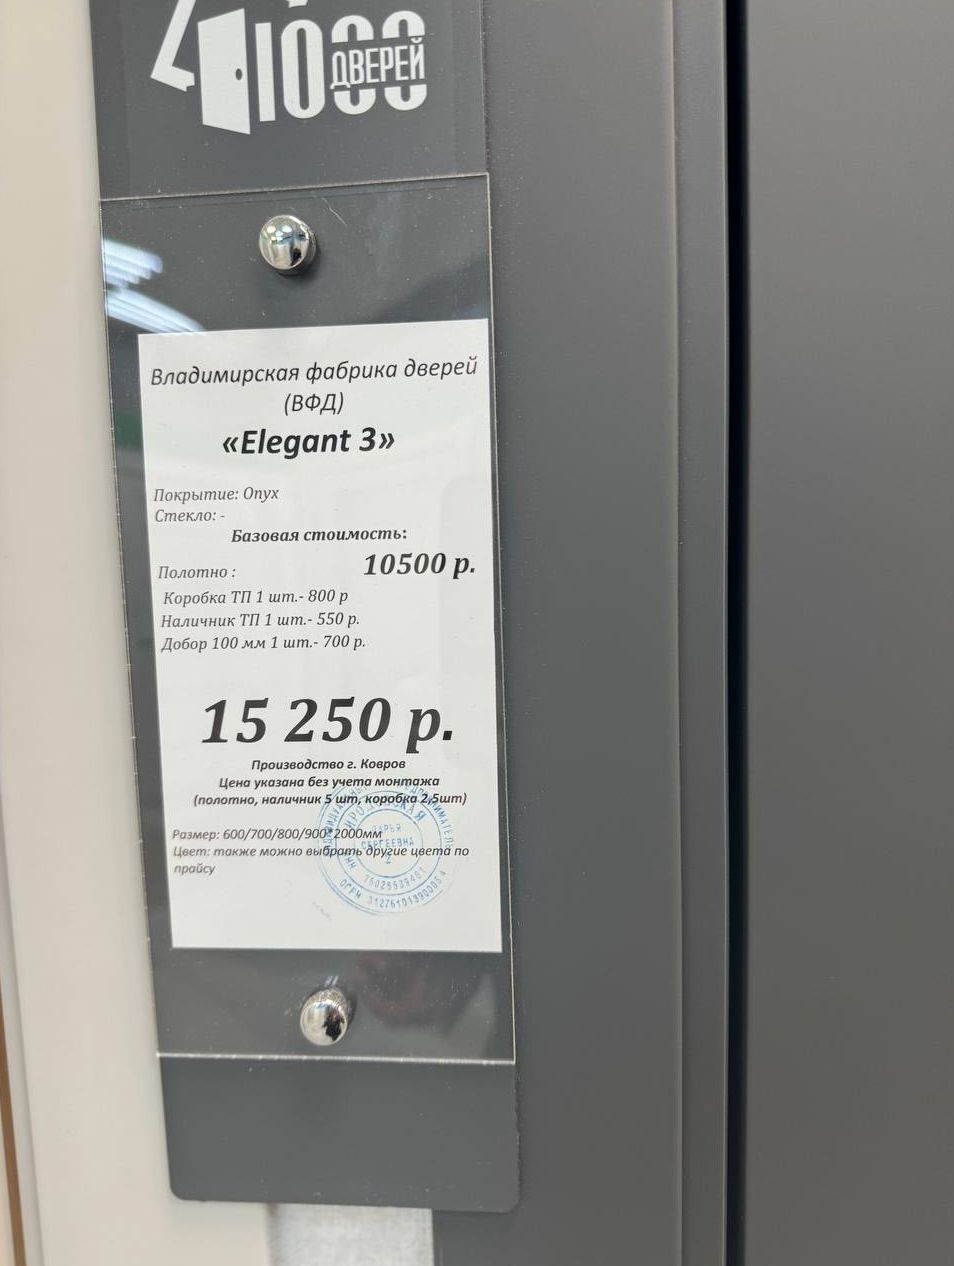 1000
ДВЕРЕЙ
Владимирская фабрика дверей
(ВФД)
«Elegant 3»
Покрытие: Onyx
Стекло: -
Базовая стоимость:
Полотно : 10500 р.
Коробка ТП 1 шт.- 800 р
Наличник ТП 1 шт.- 550 р.
Добор 100 мм 1 шт.- 700 р.
15 250 р.
Производство г. Ковров
Цена указана без учета монтажа
(полотно, наличник 5 шт, коробка 2,5шт)
Размер: 600/700/800/900*2000мм
Цвет: также можно выбрать другие цвета по
прайсу
СЕРГЕЕВНА